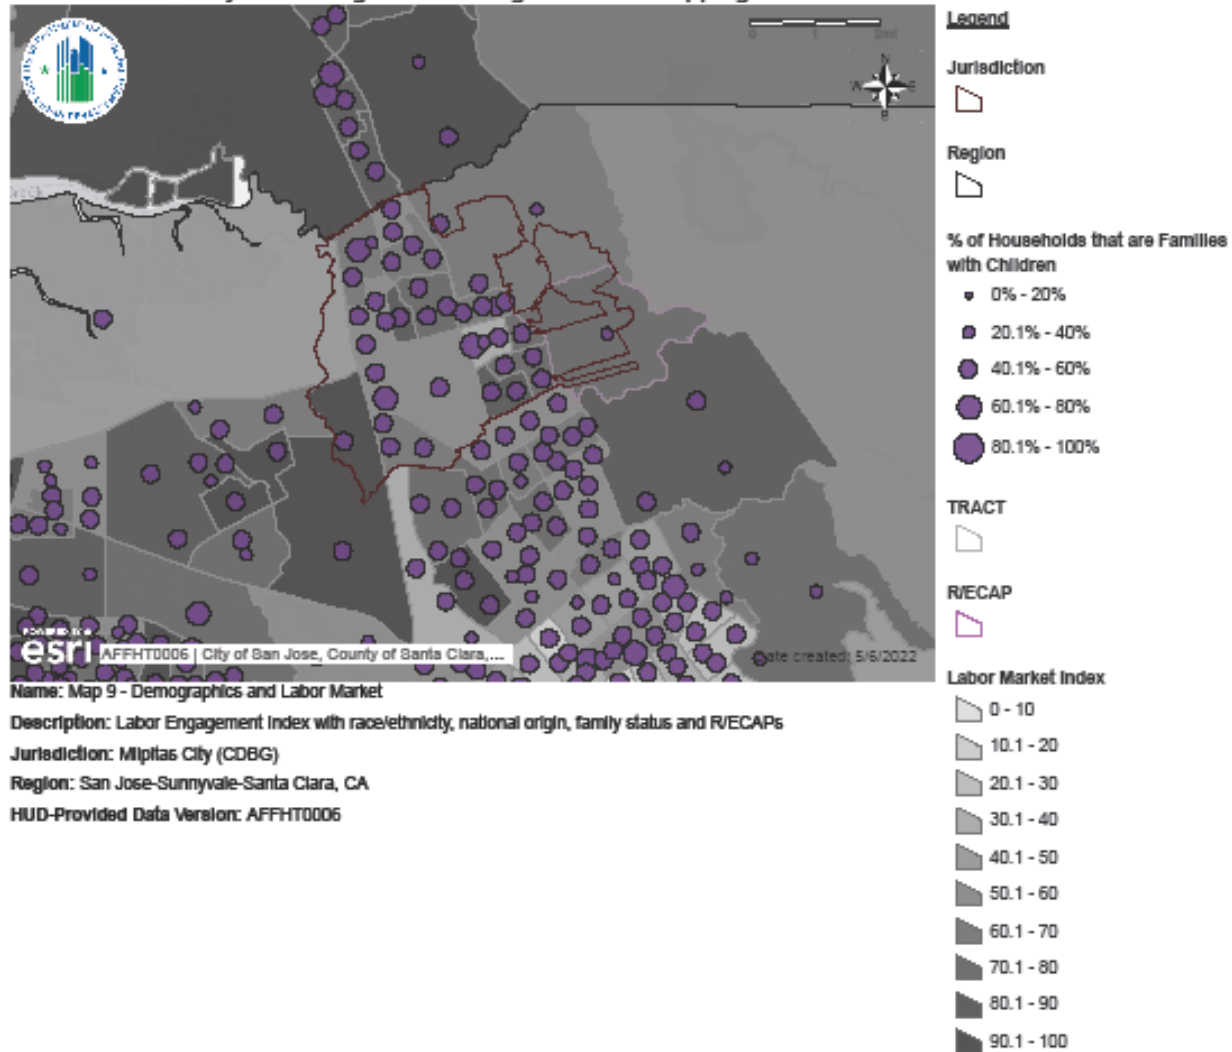 Legend
0 1 2mi
Jurisdiction
N
W E
S
Region
% of Households that are Families
with Children
0% - 20%
20.1% - 40%
40.1% - 60%
60.1% - 80%
80.1% - 100%
TRACT
R/ECAP
POWERED BY
esri
AFFHT0006 | City of San Jose, County of Santa Clara,...
Date created: 5/6/2022
Name: Map 9 - Demographics and Labor Market
Description: Labor Engagement Index with race/ethnicity, national origin, family status and R/ECAPs
Jurisdiction: Milpitas City (CDBG)
Region: San Jose-Sunnyvale-Santa Clara, CA
HUD-Provided Data Version: AFFHT0006
Labor Market Index
0 - 10
10.1 - 20
20.1 - 30
30.1 - 40
40.1 - 50
50.1 - 60
60.1 - 70
70.1 - 80
80.1 - 90
90.1 - 100